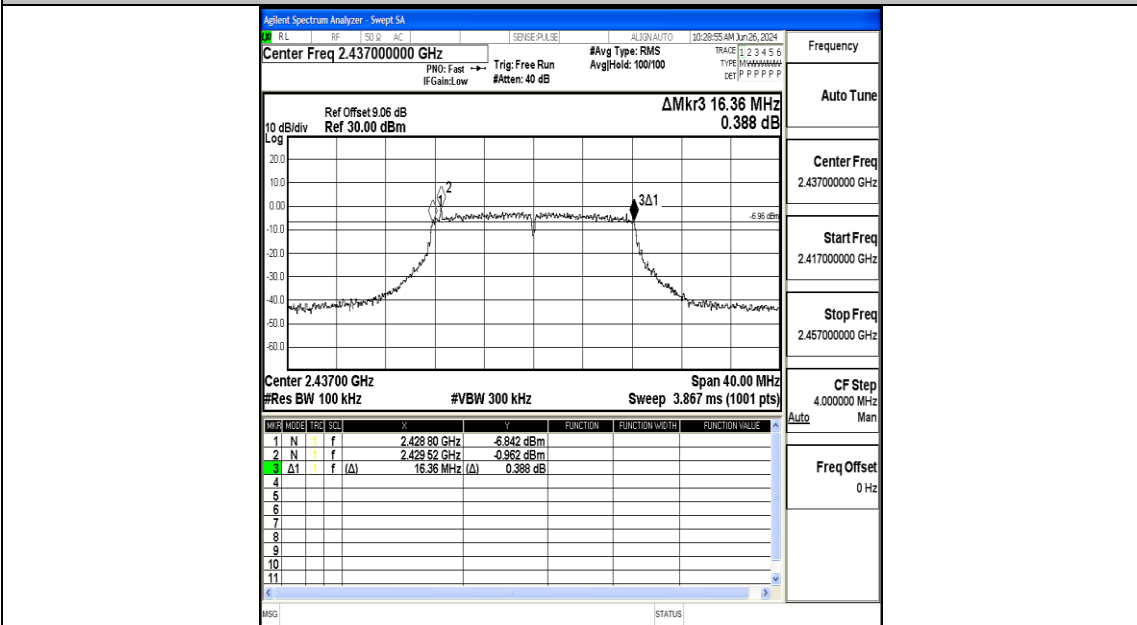 Agilent Spectrum Analyzer - Swept SA
RL RF 50 Ω AC SENSE:PULSE ALIGN AUTO 10:28:55 AM Jun 26, 2024
Center Freq 2.437000000 GHz
PNO: Fast
IFGain:Low
Trig: Free Run
#Atten: 40 dB
#Avg Type: RMS
Avg|Hold: 100/100
TRACE 1 2 3 4 5 6
TYPE
DET P P P P P P
Ref Offset 9.06 dB
Ref 30.00 dBm
10 dB/div
Log
ΔMkr3 16.36 MHz
0.388 dB
20.0
10.0
0.00
-10.0
-20.0
-30.0
-40.0
-50.0
-60.0
1
2
3Δ1
-6.96 dBm
Center 2.43700 GHz
#Res BW 100 kHz
#VBW 300 kHz
Span 40.00 MHz
Sweep 3.867 ms (1001 pts)
MKR MODE TRC SCL X Y FUNCTION FUNCTION WIDTH FUNCTION VALUE
1 N 1 f 2.428 80 GHz -6.842 dBm
2 N 1 f 2.429 52 GHz -0.962 dBm
3 Δ1 1 f (Δ) 16.36 MHz (Δ) 0.388 dB
4
5
6
7
8
9
10
11
MSG
STATUS
Frequency
Auto Tune
Center Freq
2.437000000 GHz
Start Freq
2.417000000 GHz
Stop Freq
2.457000000 GHz
CF Step
4.000000 MHz
Auto Man
Freq Offset
0 Hz